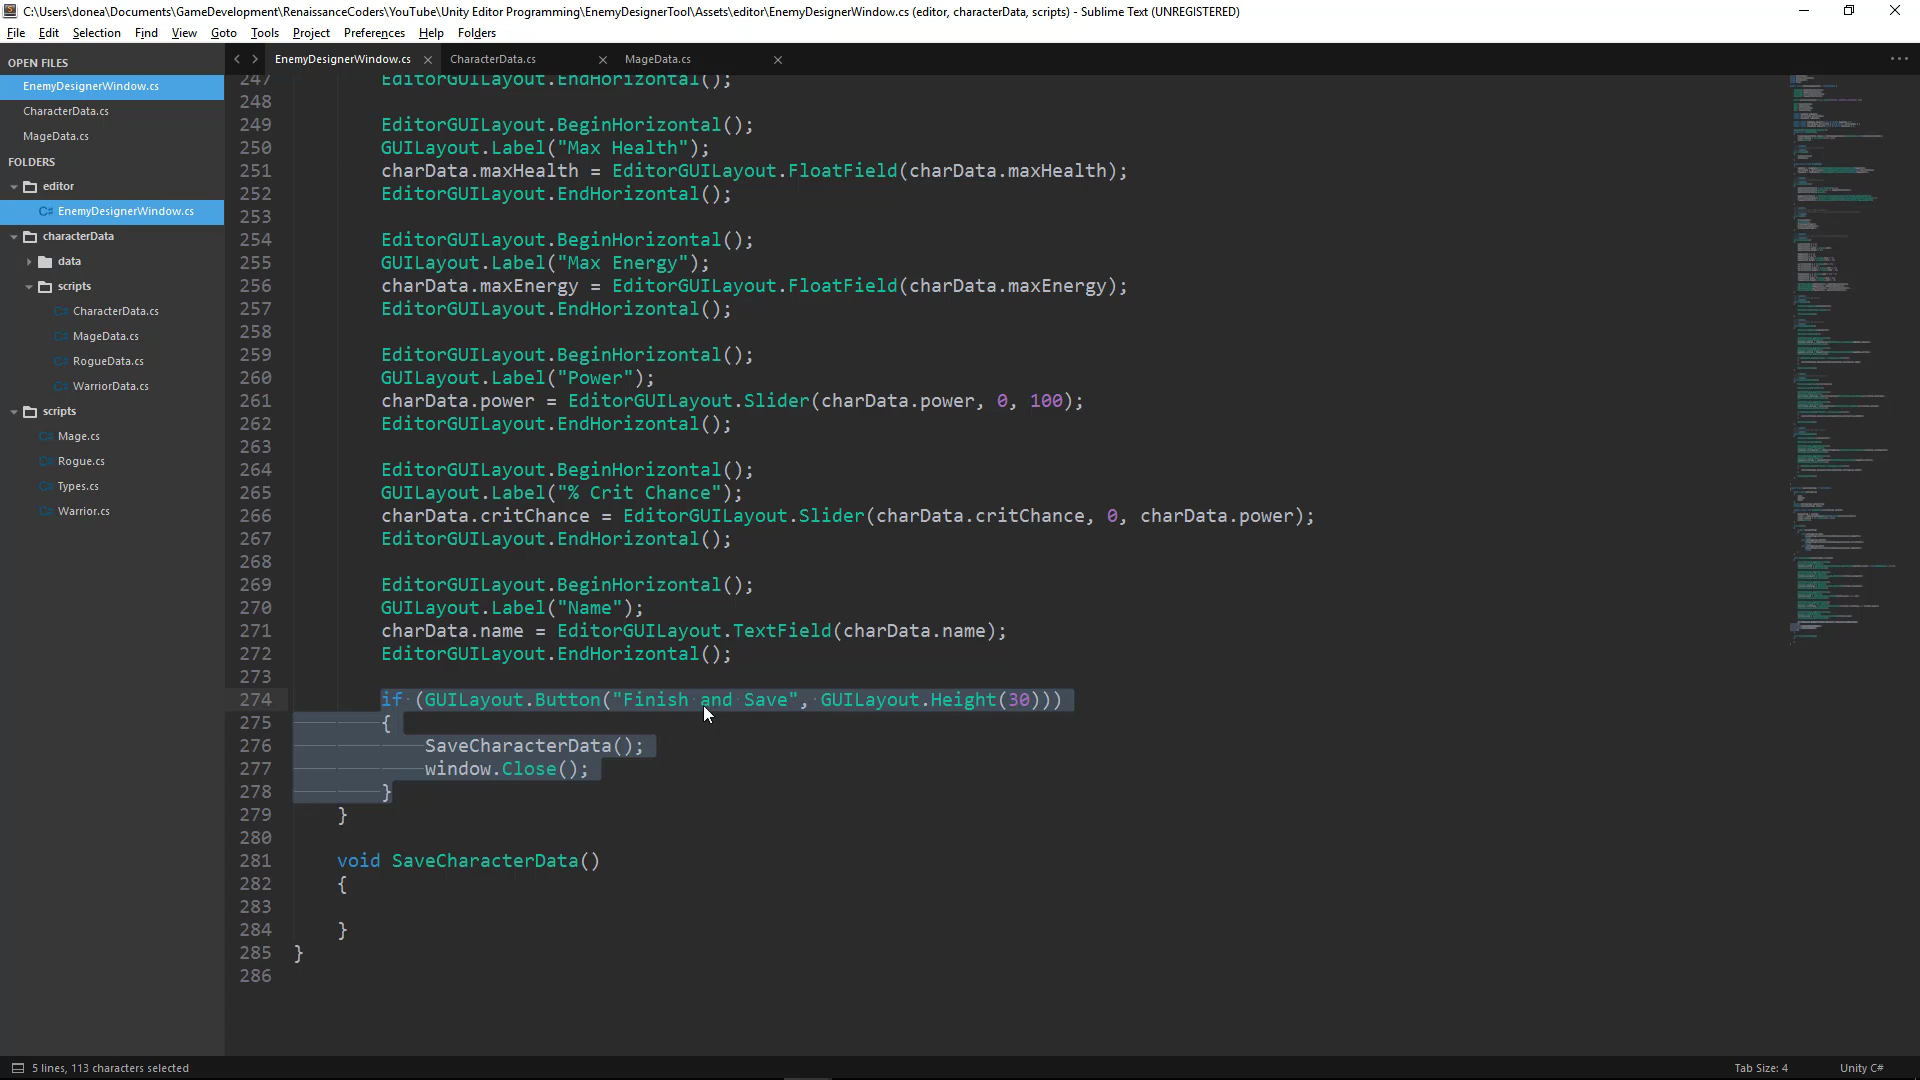 C:\Users\donea\Documents\GameDevelopment\RenaissanceCoders\YouTube\Unity Editor Programming\EnemyDesignerTool\Assets\editor\EnemyDesignerWindow.cs (editor, characterData, scripts) - Sublime Text (UNREGISTERED)
File Edit Selection Find View Goto Tools Project Preferences Help Folders
OPEN FILES
EnemyDesignerWindow.cs
CharacterData.cs
MageData.cs
FOLDERS
editor
C# EnemyDesignerWindow.cs
characterData
data
scripts
C# CharacterData.cs
C# MageData.cs
C# RogueData.cs
C# WarriorData.cs
scripts
C# Mage.cs
C# Rogue.cs
C# Types.cs
C# Warrior.cs
EnemyDesignerWindow.cs CharacterData.cs MageData.cs
247 EditorGUILayout.EndHorizontal();
248
249 EditorGUILayout.BeginHorizontal();
250 GUILayout.Label("Max Health");
251 charData.maxHealth = EditorGUILayout.FloatField(charData.maxHealth);
252 EditorGUILayout.EndHorizontal();
253
254 EditorGUILayout.BeginHorizontal();
255 GUILayout.Label("Max Energy");
256 charData.maxEnergy = EditorGUILayout.FloatField(charData.maxEnergy);
257 EditorGUILayout.EndHorizontal();
258
259 EditorGUILayout.BeginHorizontal();
260 GUILayout.Label("Power");
261 charData.power = EditorGUILayout.Slider(charData.power, 0, 100);
262 EditorGUILayout.EndHorizontal();
263
264 EditorGUILayout.BeginHorizontal();
265 GUILayout.Label("% Crit Chance");
266 charData.critChance = EditorGUILayout.Slider(charData.critChance, 0, charData.power);
267 EditorGUILayout.EndHorizontal();
268
269 EditorGUILayout.BeginHorizontal();
270 GUILayout.Label("Name");
271 charData.name = EditorGUILayout.TextField(charData.name);
272 EditorGUILayout.EndHorizontal();
273
274 if (GUILayout.Button("Finish and Save", GUILayout.Height(30)))
275 {
276 SaveCharacterData();
277 window.Close();
278 }
279 }
280
281 void SaveCharacterData()
282 {
283
284 }
285 }
286
5 lines, 113 characters selected
Tab Size: 4
Unity C#